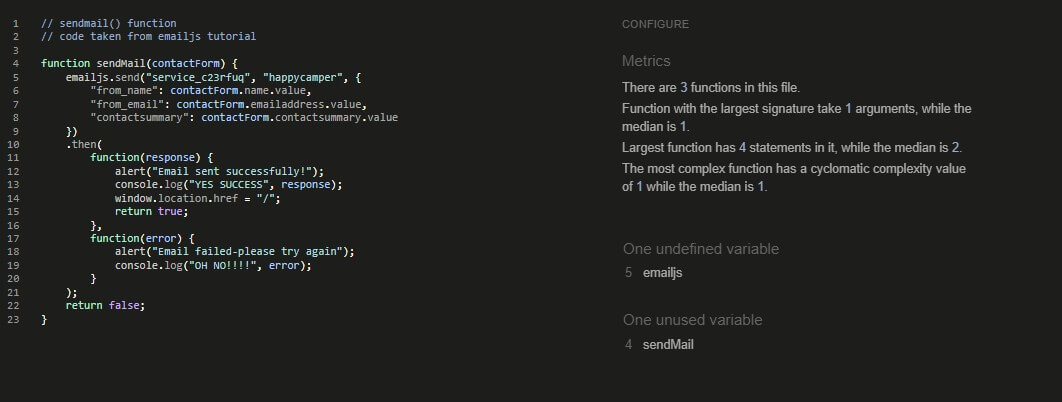 1 // sendmail() function
2 // code taken from emailjs tutorial
3
4 function sendMail(contactForm) {
5 emailjs.send("service_c23rfuq", "happycamper", {
6 "from_name": contactForm.name.value,
7 "from_email": contactForm.emailaddress.value,
8 "contactsummary": contactForm.contactsummary.value
9 })
10 .then(
11 function(response) {
12 alert("Email sent successfully!");
13 console.log("YES SUCCESS", response);
14 window.location.href = "/";
15 return true;
16 },
17 function(error) {
18 alert("Email failed-please try again");
19 console.log("OH NO!!!!", error);
20 }
21 );
22 return false;
23 }
CONFIGURE
Metrics
There are 3 functions in this file.
Function with the largest signature take 1 arguments, while the
median is 1.
Largest function has 4 statements in it, while the median is 2.
The most complex function has a cyclomatic complexity value
of 1 while the median is 1.
One undefined variable
5 emailjs
One unused variable
4 sendMail